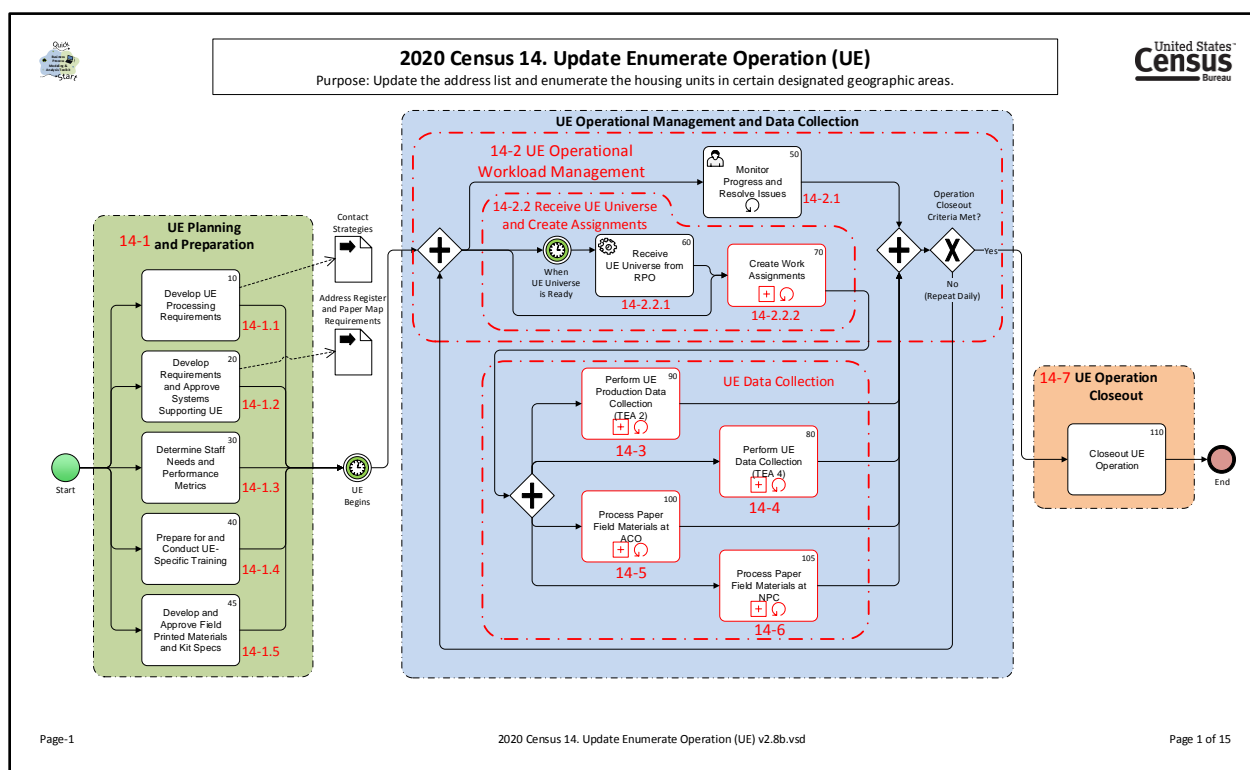 Quick
Start
2020 Census 14. Update Enumerate Operation (UE)
Purpose: Update the address list and enumerate the housing units in certain designated geographic areas.
United States™
Census
Bureau
UE Operational Management and Data Collection
14-2 UE Operational
Workload Management
50
Monitor
Progress and
Resolve Issues
14-2.1
Operation
Closeout
Criteria Met?
X
Yes
No
(Repeat Daily)
14-2.2 Receive UE Universe
and Create Assignments
When
UE Universe
is Ready
60
Receive
UE Universe from
RPO
14-2.2.1
70
Create Work
Assignments
14-2.2.2
Contact
Strategies
Address Register
and Paper Map
Requirements
14-1
UE Planning
and Preparation
10
Develop UE
Processing
Requirements
14-1.1
20
Develop
Requirements
and Approve
Systems
Supporting UE
14-1.2
30
Determine Staff
Needs and
Performance
Metrics
14-1.3
40
Prepare for and
Conduct UE-
Specific Training
14-1.4
45
Develop and
Approve Field
Printed Materials
and Kit Specs
14-1.5
Start
UE
Begins
UE Data Collection
90
Perform UE
Production Data
Collection
(TEA 2)
14-3
80
Perform UE
Data Collection
(TEA 4)
14-4
100
Process Paper
Field Materials at
ACO
14-5
105
Process Paper
Field Materials at
NPC
14-6
14-7 UE Operation
Closeout
110
Closeout UE
Operation
End
Page-1
2020 Census 14. Update Enumerate Operation (UE) v2.8b.vsd
Page 1 of 15